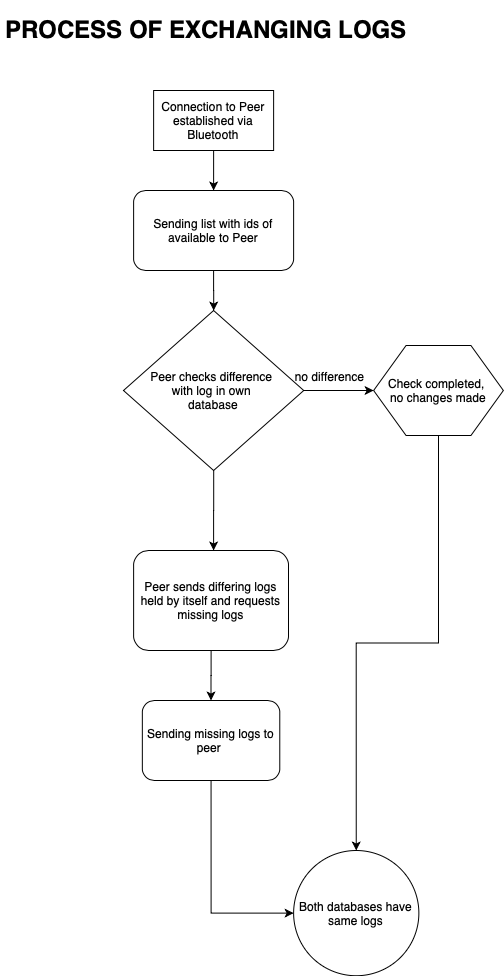 PROCESS OF EXCHANGING LOGS
Connection to Peer
established via
Bluetooth
Sending list with ids of
available to Peer
Peer checks difference
with log in own
database
no difference
Check completed,
no changes made
Peer sends differing logs
held by itself and requests
missing logs
Sending missing logs to
peer
Both databases have
same logs